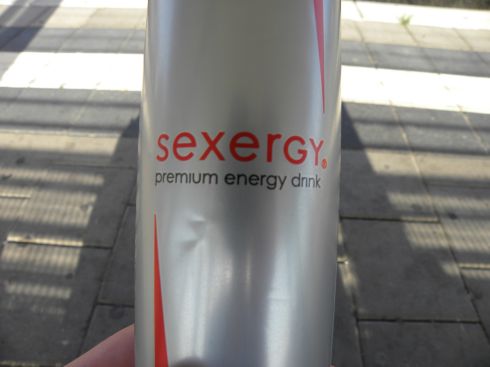 sexerGY.
premium energy drink